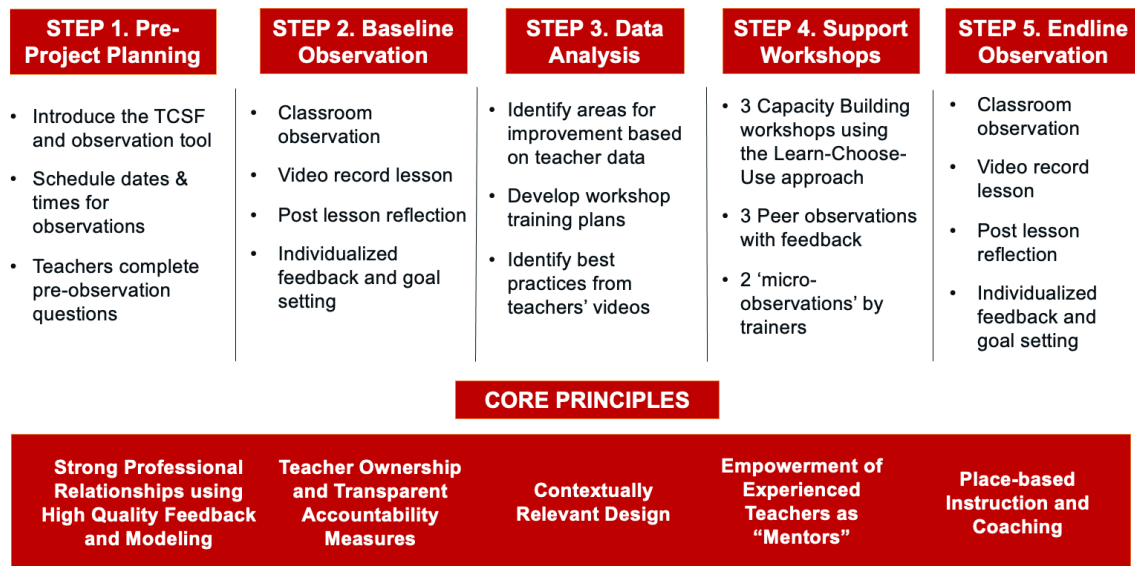 STEP 1. Pre-
Project Planning
• Introduce the TCSF
and observation tool
• Schedule dates &
times for
observations
• Teachers complete
pre-observation
questions
STEP 2. Baseline
Observation
• Classroom
observation
• Video record lesson
• Post lesson reflection
• Individualized
feedback and goal
setting
STEP 3. Data
Analysis
• Identify areas for
improvement based
on teacher data
• Develop workshop
training plans
• Identify best
practices from
teachers’ videos
STEP 4. Support
Workshops
• 3 Capacity Building
workshops using
the Learn-Choose-
Use approach
• 3 Peer observations
with feedback
• 2 ‘micro-
observations’ by
trainers
STEP 5. Endline
Observation
• Classroom
observation
• Video record
lesson
• Post lesson
reflection
• Individualized
feedback and
goal setting
CORE PRINCIPLES
Strong Professional
Relationships using
High Quality Feedback
and Modeling
Teacher Ownership
and Transparent
Accountability
Measures
Contextually
Relevant Design
Empowerment of
Experienced
Teachers as
“Mentors”
Place-based
Instruction and
Coaching